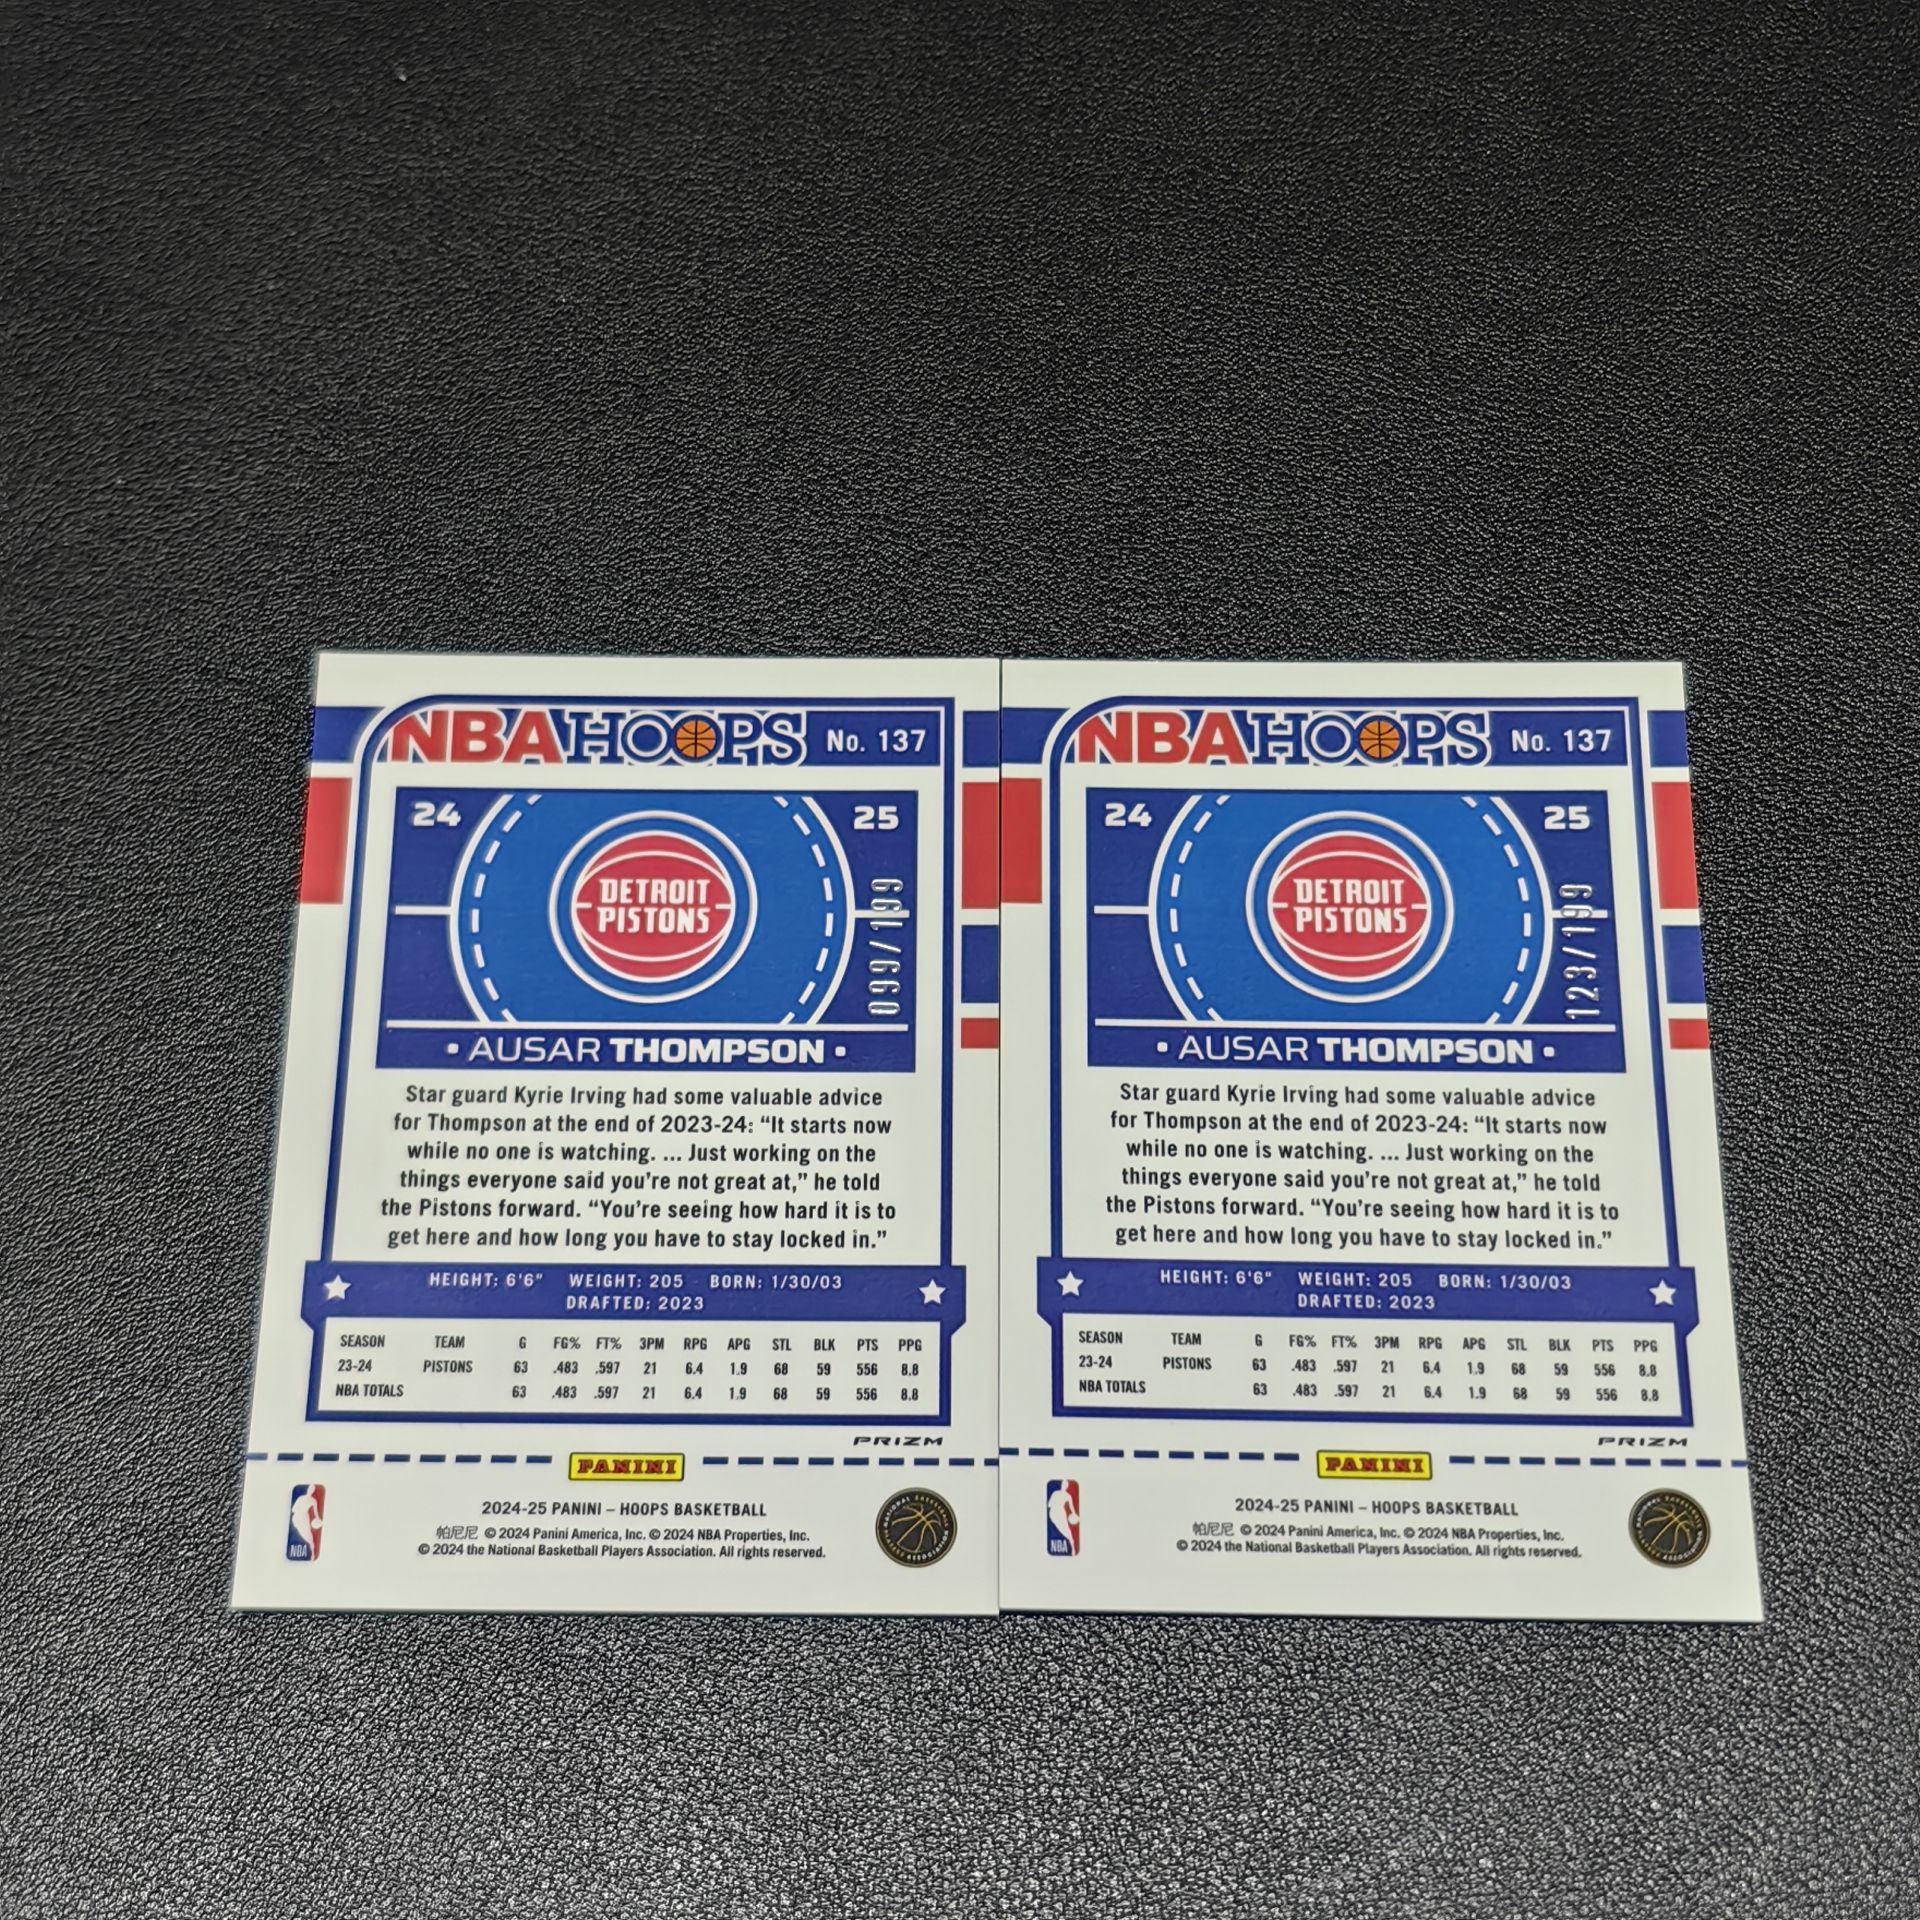 NBA HOOPS No. 137
24 25
DETROIT
PISTONS
099/199
• AUSAR THOMPSON •
Star guard Kyrie Irving had some valuable advice
for Thompson at the end of 2023-24: “It starts now
while no one is watching. ... Just working on the
things everyone said you’re not great at,” he told
the Pistons forward. “You’re seeing how hard it is to
get here and how long you have to stay locked in.”
HEIGHT: 6'6" WEIGHT: 205 BORN: 1/30/03
DRAFTED: 2023
SEASON TEAM G FG% FT% 3PM RPG APG STL BLK PTS PPG
23-24 PISTONS 63 .483 .597 21 6.4 1.9 68 59 556 8.8
NBA TOTALS 63 .483 .597 21 6.4 1.9 68 59 556 8.8
PRIZM
PANINI
NBA
2024-25 PANINI – HOOPS BASKETBALL
帕尼尼 © 2024 Panini America, Inc. © 2024 NBA Properties, Inc.
© 2024 the National Basketball Players Association. All rights reserved.
NBA HOOPS No. 137
24 25
DETROIT
PISTONS
123/199
• AUSAR THOMPSON •
Star guard Kyrie Irving had some valuable advice
for Thompson at the end of 2023-24: “It starts now
while no one is watching. ... Just working on the
things everyone said you’re not great at,” he told
the Pistons forward. “You’re seeing how hard it is to
get here and how long you have to stay locked in.”
HEIGHT: 6'6" WEIGHT: 205 BORN: 1/30/03
DRAFTED: 2023
SEASON TEAM G FG% FT% 3PM RPG APG STL BLK PTS PPG
23-24 PISTONS 63 .483 .597 21 6.4 1.9 68 59 556 8.8
NBA TOTALS 63 .483 .597 21 6.4 1.9 68 59 556 8.8
PRIZM
PANINI
NBA
2024-25 PANINI – HOOPS BASKETBALL
帕尼尼 © 2024 Panini America, Inc. © 2024 NBA Properties, Inc.
© 2024 the National Basketball Players Association. All rights reserved.